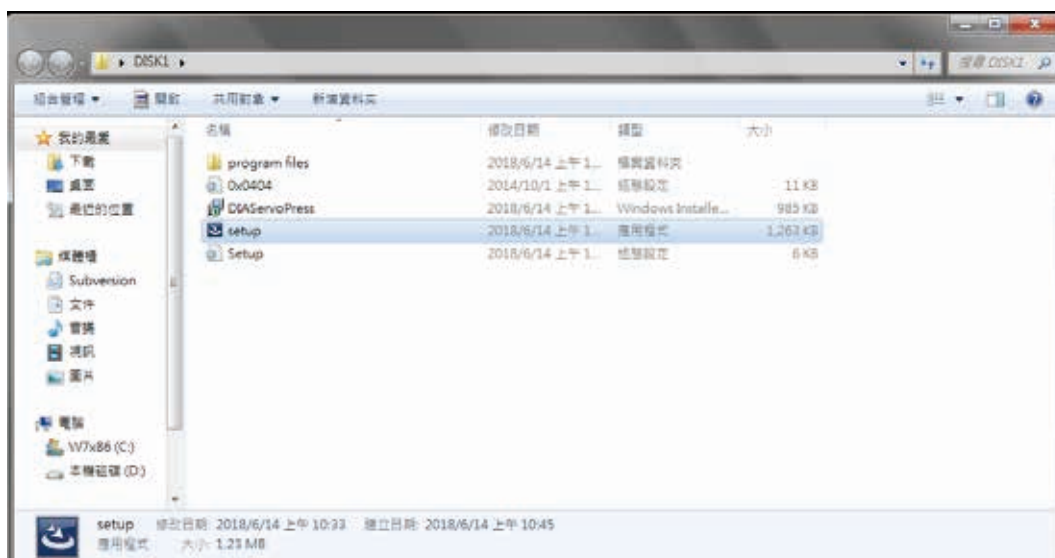 DISK1
搜尋 DISK1
組合管理 開啟 共用對象 新增資料夾
名稱 修改日期 類型 大小
program files 2018/6/14 上午 1... 檔案資料夾
0x0404 2014/10/1 上午 1... 組態設定 11 KB
DIAServoPress 2018/6/14 上午 1... Windows Installe... 985 KB
setup 2018/6/14 上午 1... 應用程式 1,263 KB
Setup 2018/6/14 上午 1... 組態設定 6 KB
我的最愛
下載
桌面
最近的位置
媒體櫃
Subversion
文件
音樂
視訊
圖片
電腦
W7x86 (C:)
本機磁碟 (D:)
setup 修改日期: 2018/6/14 上午 10:33 建立日期: 2018/6/14 上午 10:45
應用程式 大小: 1.23 MB